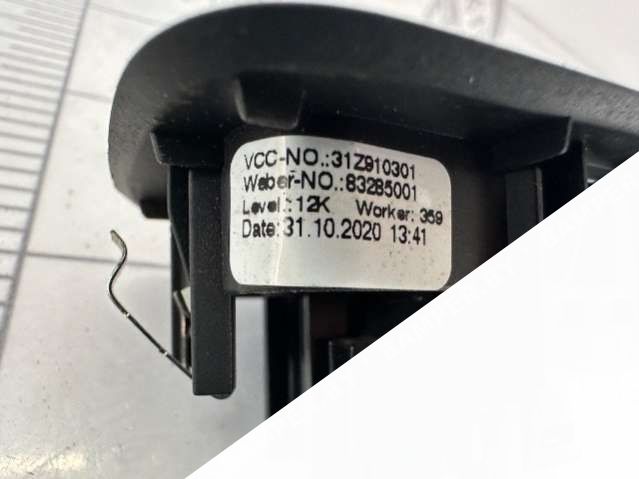 VCC-NO.:31Z910301
Weber-NO.:83285001
Level.:12K Worker: 359
Date:31.10.2020 13:41